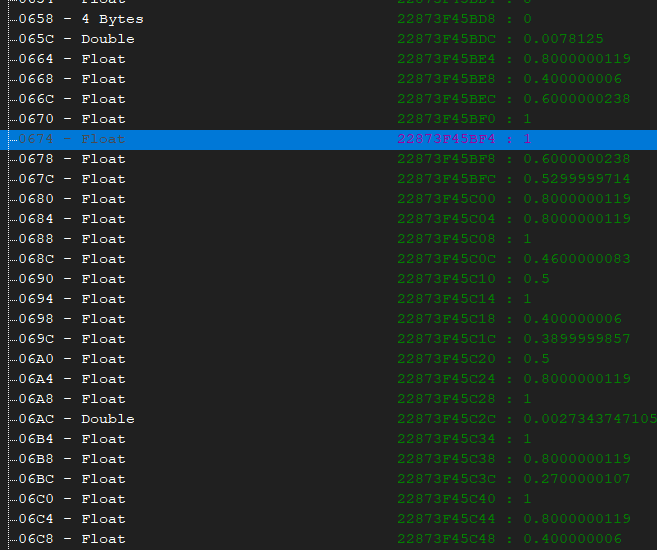 0658 - 4 Bytes 22873F45BD8 : 0
065C - Double 22873F45BDC : 0.0078125
0664 - Float 22873F45BE4 : 0.8000000119
0668 - Float 22873F45BE8 : 0.400000006
066C - Float 22873F45BEC : 0.6000000238
0670 - Float 22873F45BF0 : 1
0674 - Float 22873F45BF4 : 1
0678 - Float 22873F45BF8 : 0.6000000238
067C - Float 22873F45BFC : 0.5299999714
0680 - Float 22873F45C00 : 0.8000000119
0684 - Float 22873F45C04 : 0.8000000119
0688 - Float 22873F45C08 : 1
068C - Float 22873F45C0C : 0.4600000083
0690 - Float 22873F45C10 : 0.5
0694 - Float 22873F45C14 : 1
0698 - Float 22873F45C18 : 0.400000006
069C - Float 22873F45C1C : 0.3899999857
06A0 - Float 22873F45C20 : 0.5
06A4 - Float 22873F45C24 : 0.8000000119
06A8 - Float 22873F45C28 : 1
06AC - Double 22873F45C2C : 0.0027343747105
06B4 - Float 22873F45C34 : 1
06B8 - Float 22873F45C38 : 0.8000000119
06BC - Float 22873F45C3C : 0.2700000107
06C0 - Float 22873F45C40 : 1
06C4 - Float 22873F45C44 : 0.8000000119
06C8 - Float 22873F45C48 : 0.400000006